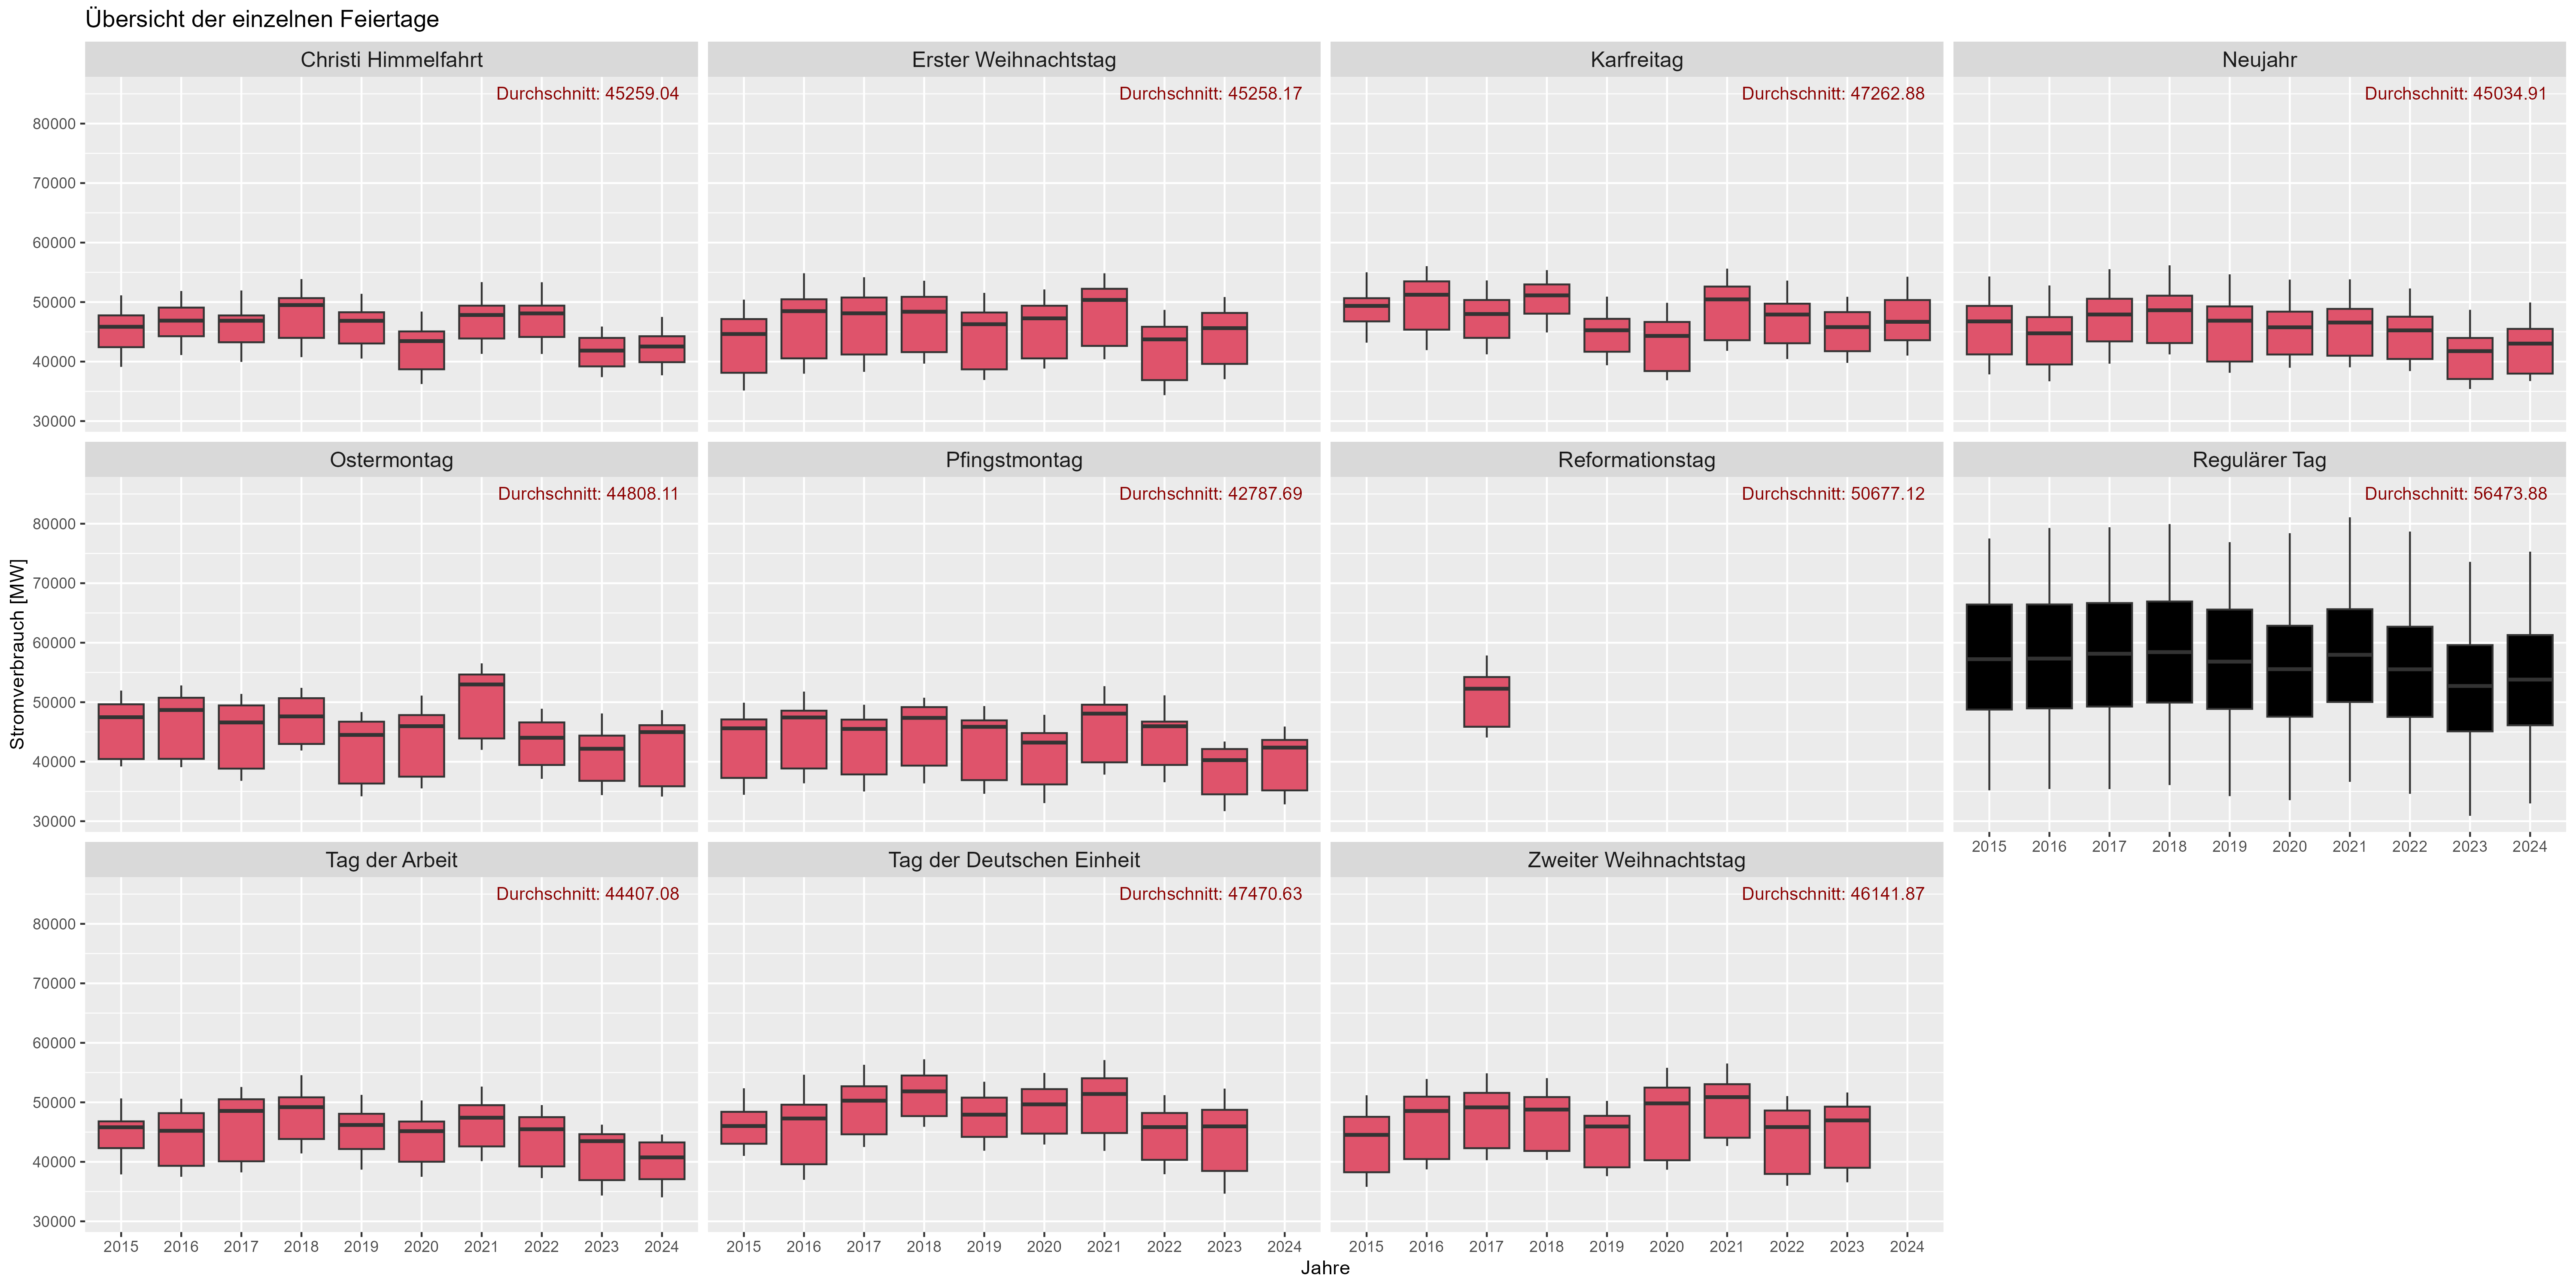 Übersicht der einzelnen Feiertage
Christi Himmelfahrt
Erster Weihnachtstag
Karfreitag
Neujahr
Durchschnitt: 45259.04
Durchschnitt: 45258.17
Durchschnitt: 47262.88
Durchschnitt: 45034.91
80000
70000
60000
50000
40000
30000
Ostermontag
Pfingstmontag
Reformationstag
Regulärer Tag
Durchschnitt: 44808.11
Durchschnitt: 42787.69
Durchschnitt: 50677.12
Durchschnitt: 56473.88
80000
70000
60000
50000
40000
30000
Stromverbrauch [MW]
2015 2016 2017 2018 2019 2020 2021 2022 2023 2024
Tag der Arbeit
Tag der Deutschen Einheit
Zweiter Weihnachtstag
Durchschnitt: 44407.08
Durchschnitt: 47470.63
Durchschnitt: 46141.87
80000
70000
60000
50000
40000
30000
2015 2016 2017 2018 2019 2020 2021 2022 2023 2024
2015 2016 2017 2018 2019 2020 2021 2022 2023 2024
2015 2016 2017 2018 2019 2020 2021 2022 2023 2024
Jahre